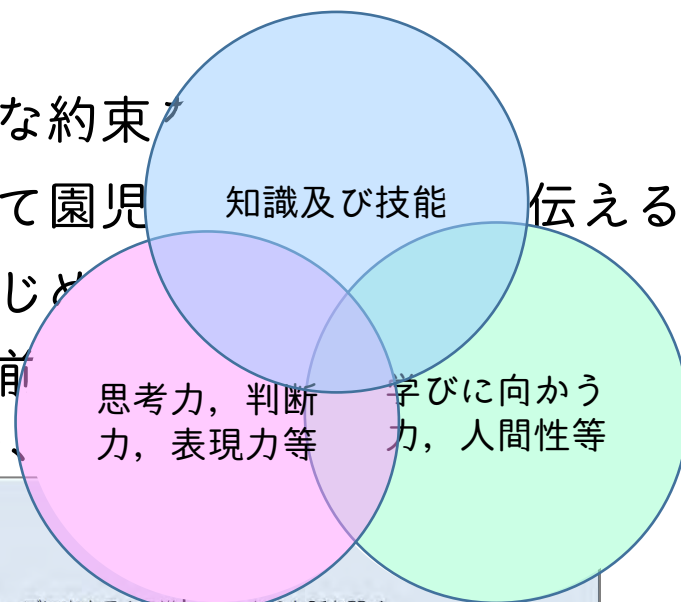 な約束
て園児
知識及び技能
伝える
じめ
前
思考力，判断
力，表現力等
学びに向かう
力，人間性等
、